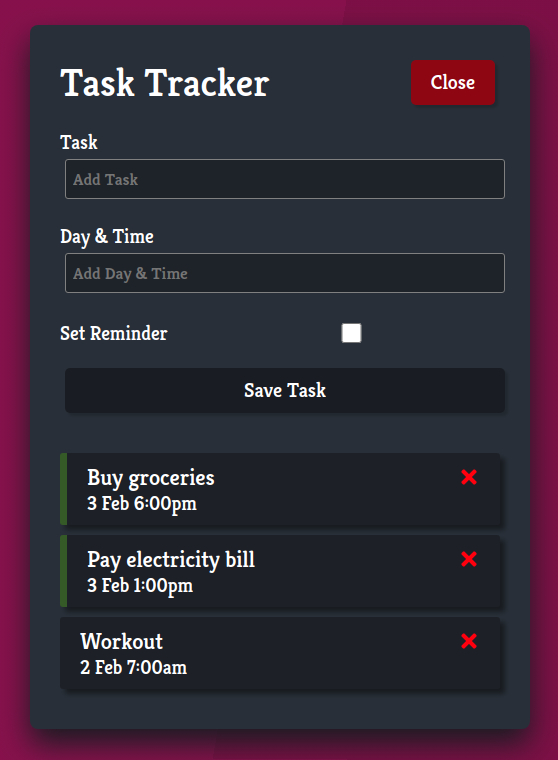 Task Tracker
Close
Task
Add Task
Day & Time
Add Day & Time
Set Reminder
Save Task
Buy groceries
3 Feb 6:00pm
Pay electricity bill
3 Feb 1:00pm
Workout
2 Feb 7:00am